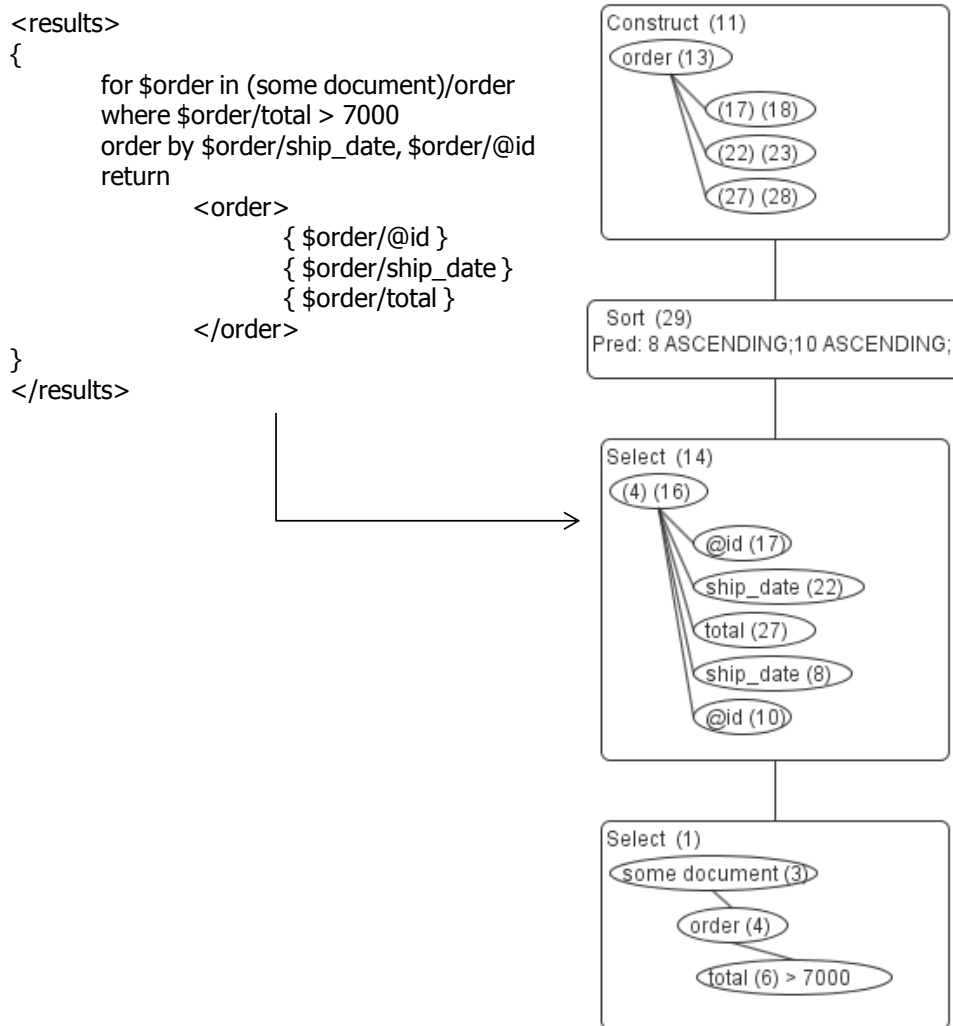 <results>
{
for $order in (some document)/order
where $order/total > 7000
order by $order/ship_date, $order/@id
return
<order>
{ $order/@id }
{ $order/ship_date }
{ $order/total }
</order>
}
</results>
Construct (11)
order (13)
(17) (18)
(22) (23)
(27) (28)
Sort (29)
Pred: 8 ASCENDING;10 ASCENDING;
Select (14)
(4) (16)
@id (17)
ship_date (22)
total (27)
ship_date (8)
@id (10)
Select (1)
some document (3)
order (4)
total (6) > 7000